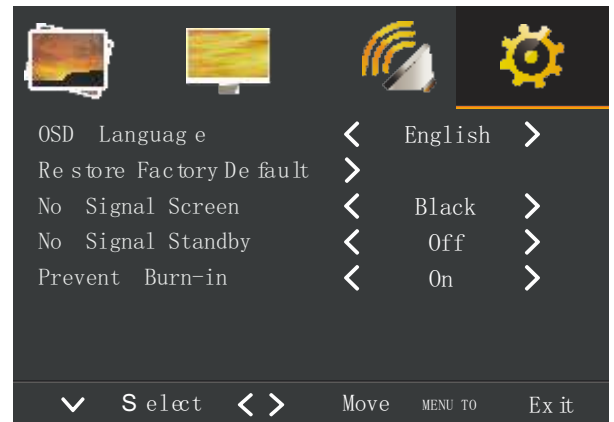 OSD Language English
Restore Factory Default
No Signal Screen Black
No Signal Standby Off
Prevent Burn-in On
Select Move MENU TO Exit